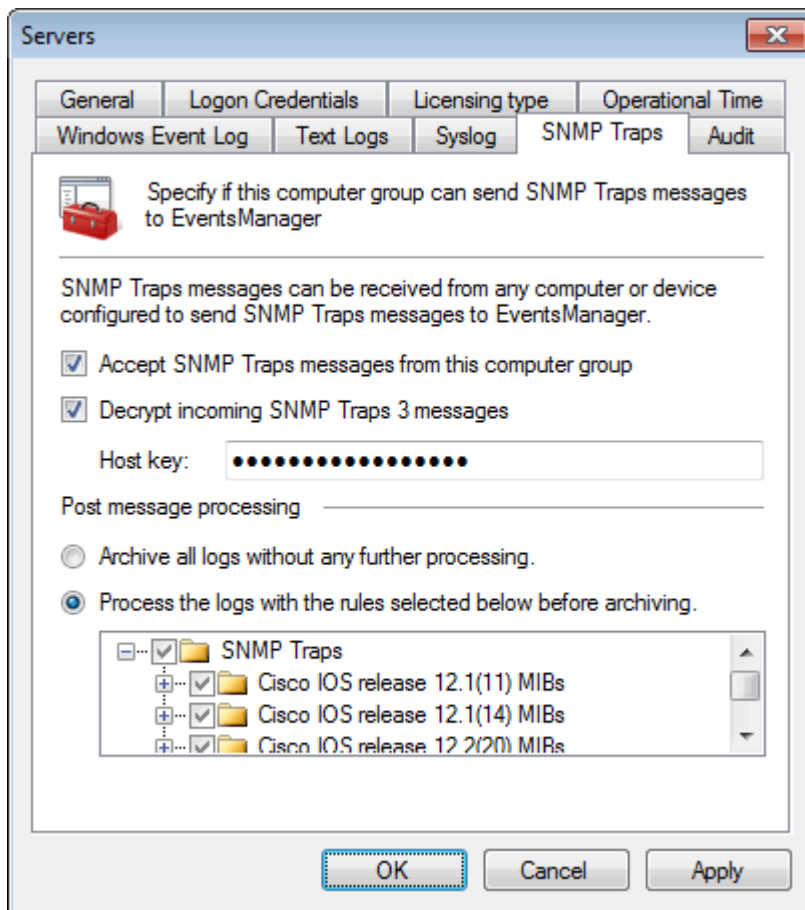 Servers
General Logon Credentials Licensing type Operational Time
Windows Event Log Text Logs Syslog SNMP Traps Audit
Specify if this computer group can send SNMP Traps messages
to EventsManager
SNMP Traps messages can be received from any computer or device
configured to send SNMP Traps messages to EventsManager.
Accept SNMP Traps messages from this computer group
Decrypt incoming SNMP Traps 3 messages
Host key: ●●●●●●●●●●●●●●●●●
Post message processing
Archive all logs without any further processing.
Process the logs with the rules selected below before archiving.
SNMP Traps
Cisco IOS release 12.1(11) MIBs
Cisco IOS release 12.1(14) MIBs
Cisco IOS release 12.2(20) MIBs
OK Cancel Apply